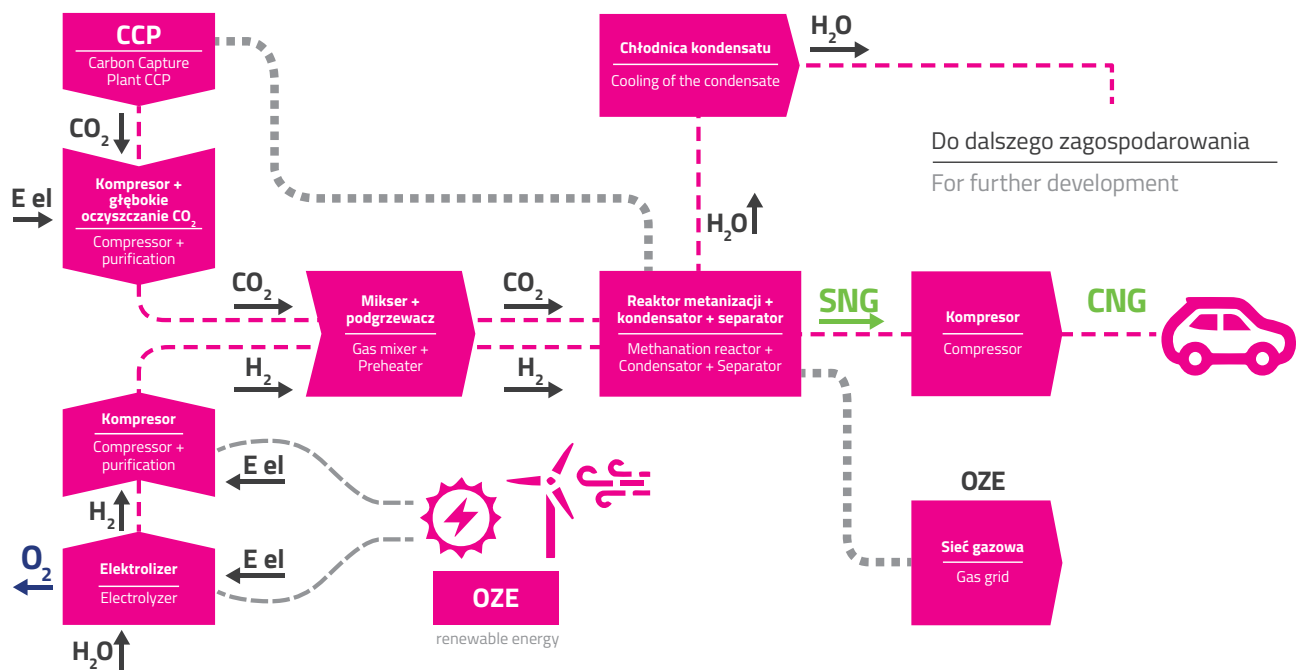 CCP
Carbon Capture
Plant CCP
CO₂
E el
Kompresor +
głębokie
oczyszczanie CO₂
Compressor +
purification
Chłodnica kondensatu
Cooling of the condensate
H₂O
Do dalszego zagospodarowania
For further development
H₂O
CO₂
H₂
Mikser +
podgrzewacz
Gas mixer +
Preheater
CO₂
H₂
Reaktor metanizacji +
kondensator + separator
Methanation reactor +
Condensator + Separator
SNG
Kompresor
Compressor
CNG
Kompresor
Compressor +
purification
E el
H₂
O₂
Elektrolizer
Electrolyzer
E el
H₂O
OZE
renewable energy
OZE
Sieć gazowa
Gas grid